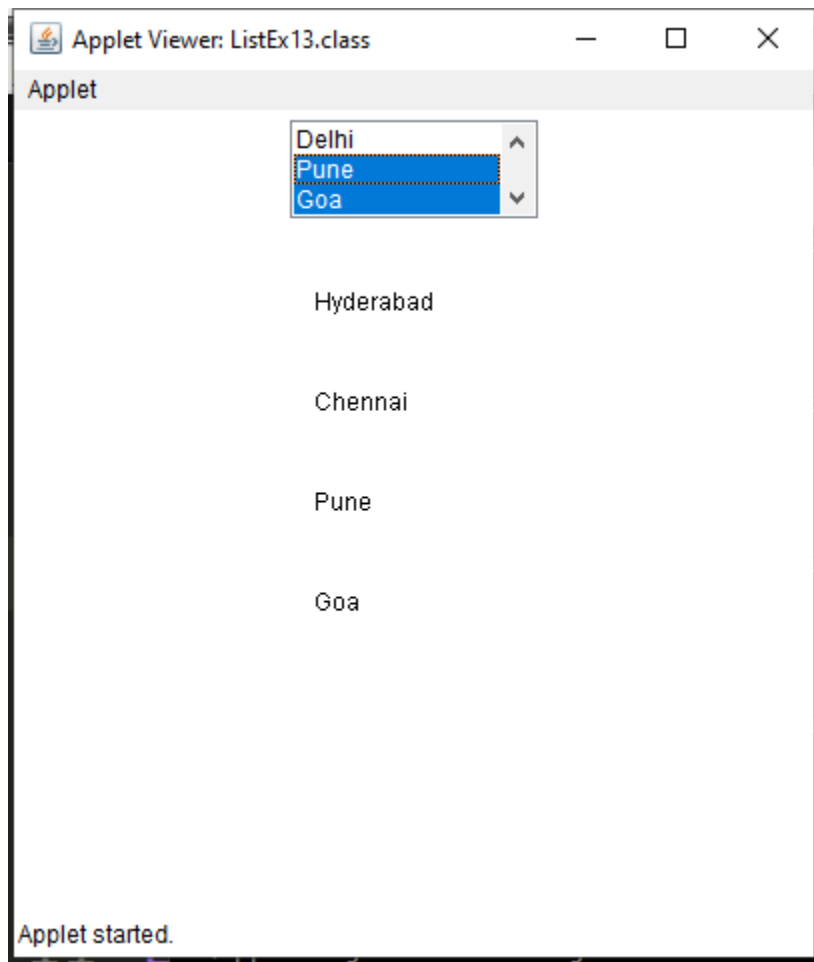 Applet Viewer: ListEx13.class
Applet
Delhi
Pune
Goa
Hyderabad
Chennai
Pune
Goa
Applet started.